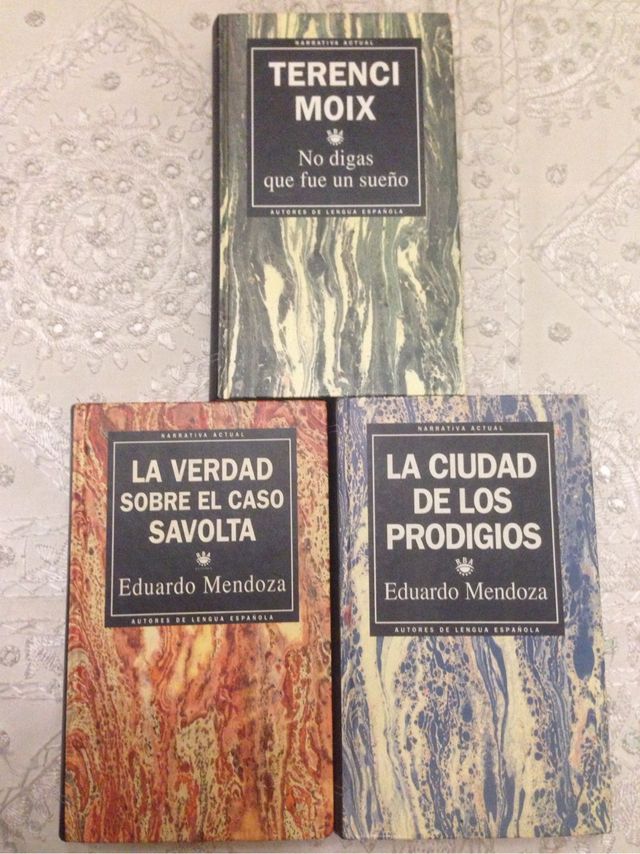 NARRATIVA ACTUAL
TERENCI
MOIX
No digas
que fue un sueño
AUTORES DE LENGUA ESPAÑOLA
NARRATIVA ACTUAL
LA VERDAD
SOBRE EL CASO
SAVOLTA
Eduardo Mendoza
AUTORES DE LENGUA ESPAÑOLA
NARRATIVA ACTUAL
LA CIUDAD
DE LOS
PRODIGIOS
RBA
Eduardo Mendoza
AUTORES DE LENGUA ESPAÑOLA